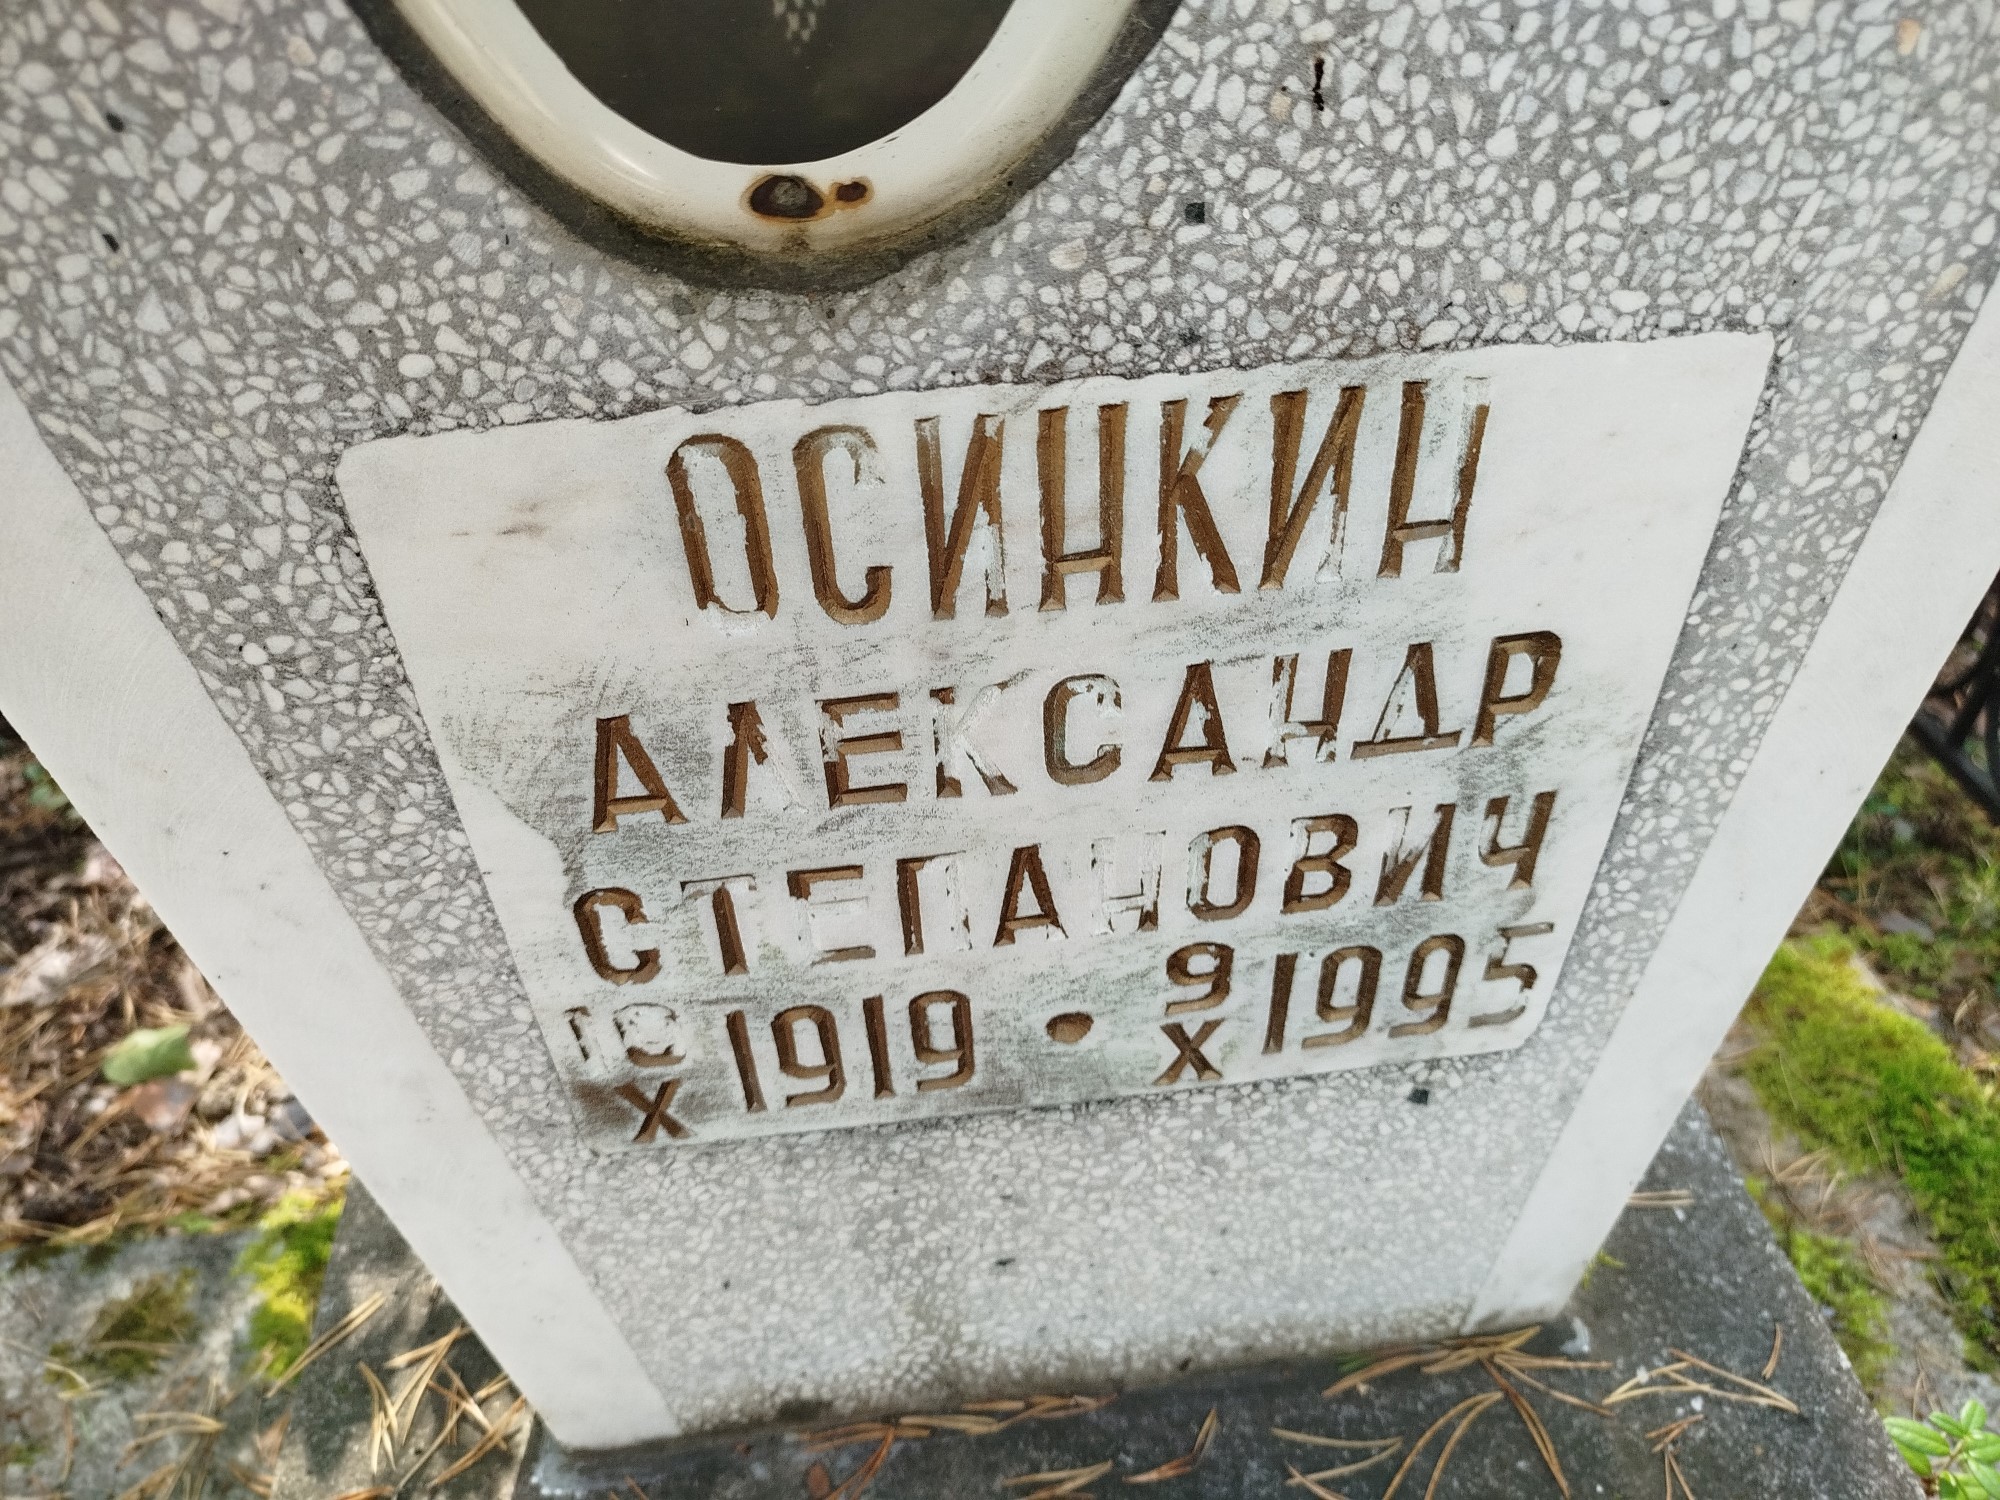 ОСИНКИН
АЛЕКСАНДР
СТЕПАНОВИЧ
X 1919 • 9 X 1995